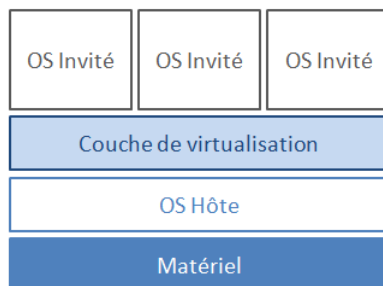 OS Invité
OS Invité
OS Invité
Couche de virtualisation
OS Hôte
Matériel